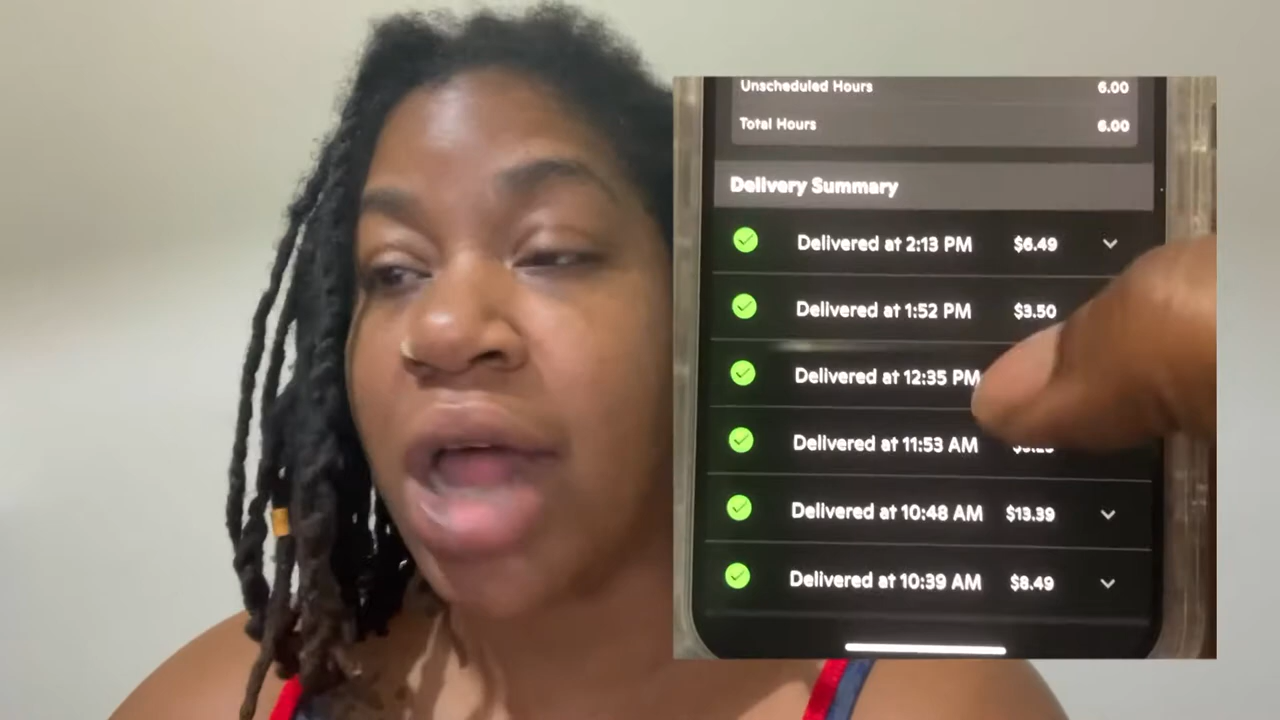 Unscheduled Hours 6.00
Total Hours 6.00
Delivery Summary
Delivered at 2:13 PM $6.49
Delivered at 1:52 PM $3.50
Delivered at 12:35 PM
Delivered at 11:53 AM
Delivered at 10:48 AM $13.39
Delivered at 10:39 AM $8.49